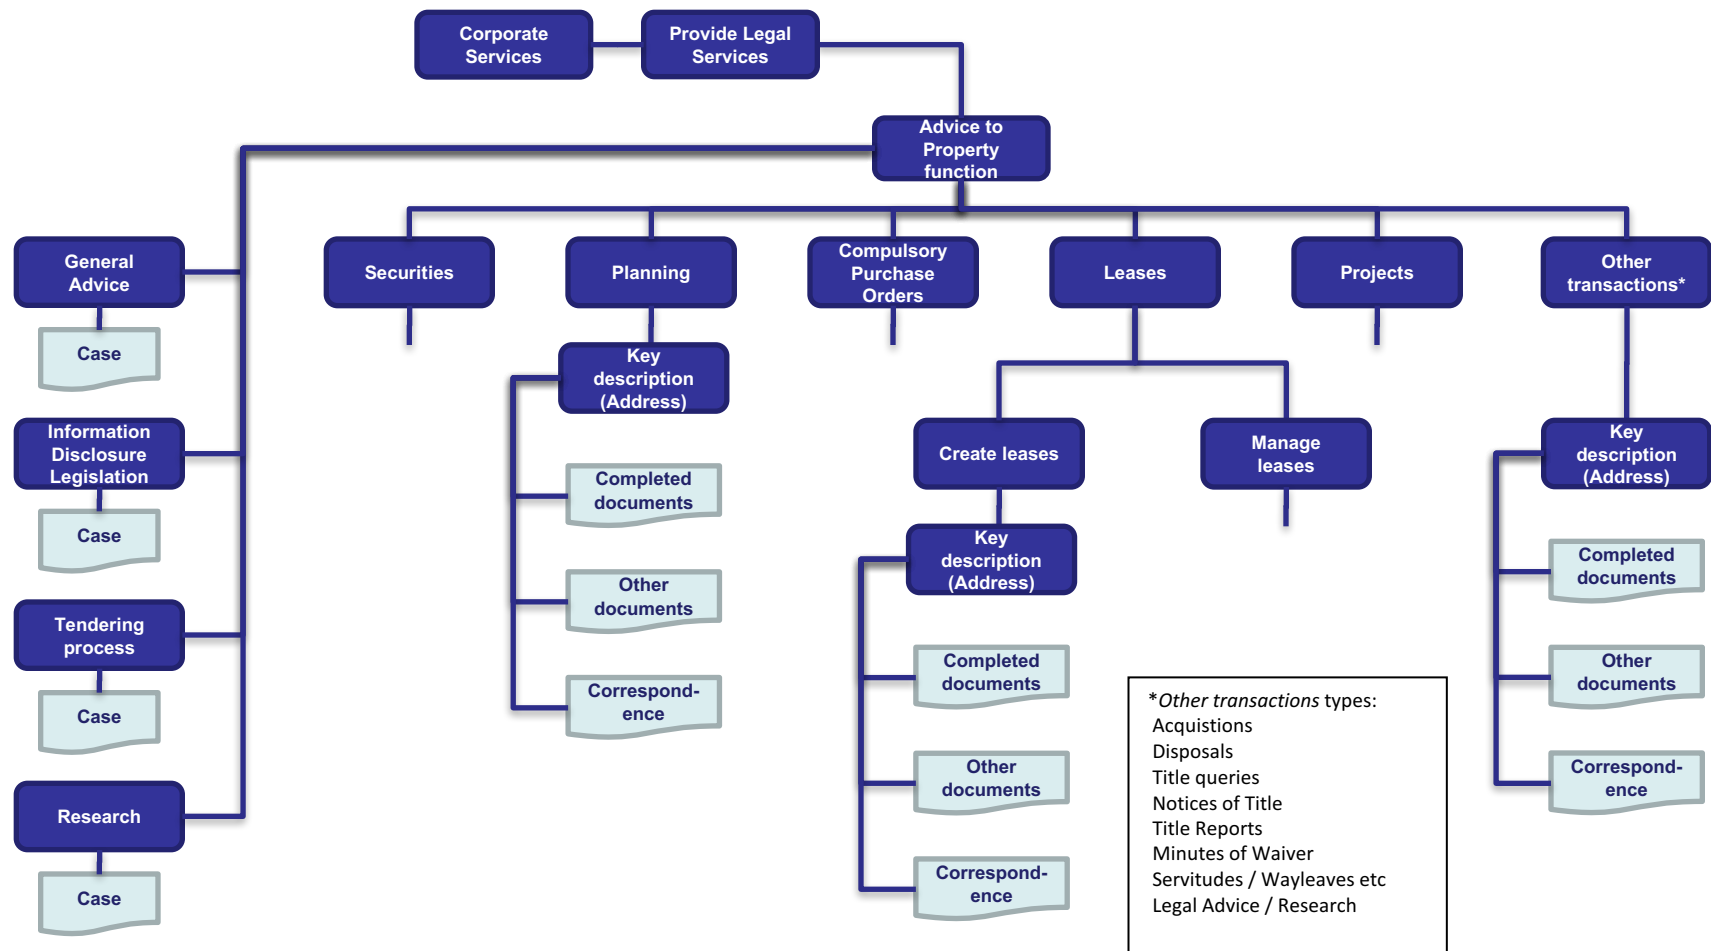 Corporate
Services
Provide Legal
Services
Advice to
Property
function
General
Advice
Case
Information
Disclosure
Legislation
Case
Tendering
process
Case
Research
Case
Securities
Planning
Key
description
(Address)
Completed
documents
Other
documents
Correspond-
ence
Compulsory
Purchase
Orders
Leases
Create leases
Key
description
(Address)
Completed
documents
Other
documents
Correspond-
ence
Manage
leases
Projects
Other
transactions*
Key
description
(Address)
Completed
documents
Other
documents
Correspond-
ence
*Other transactions types:
Acquistions
Disposals
Title queries
Notices of Title
Title Reports
Minutes of Waiver
Servitudes / Wayleaves etc
Legal Advice / Research